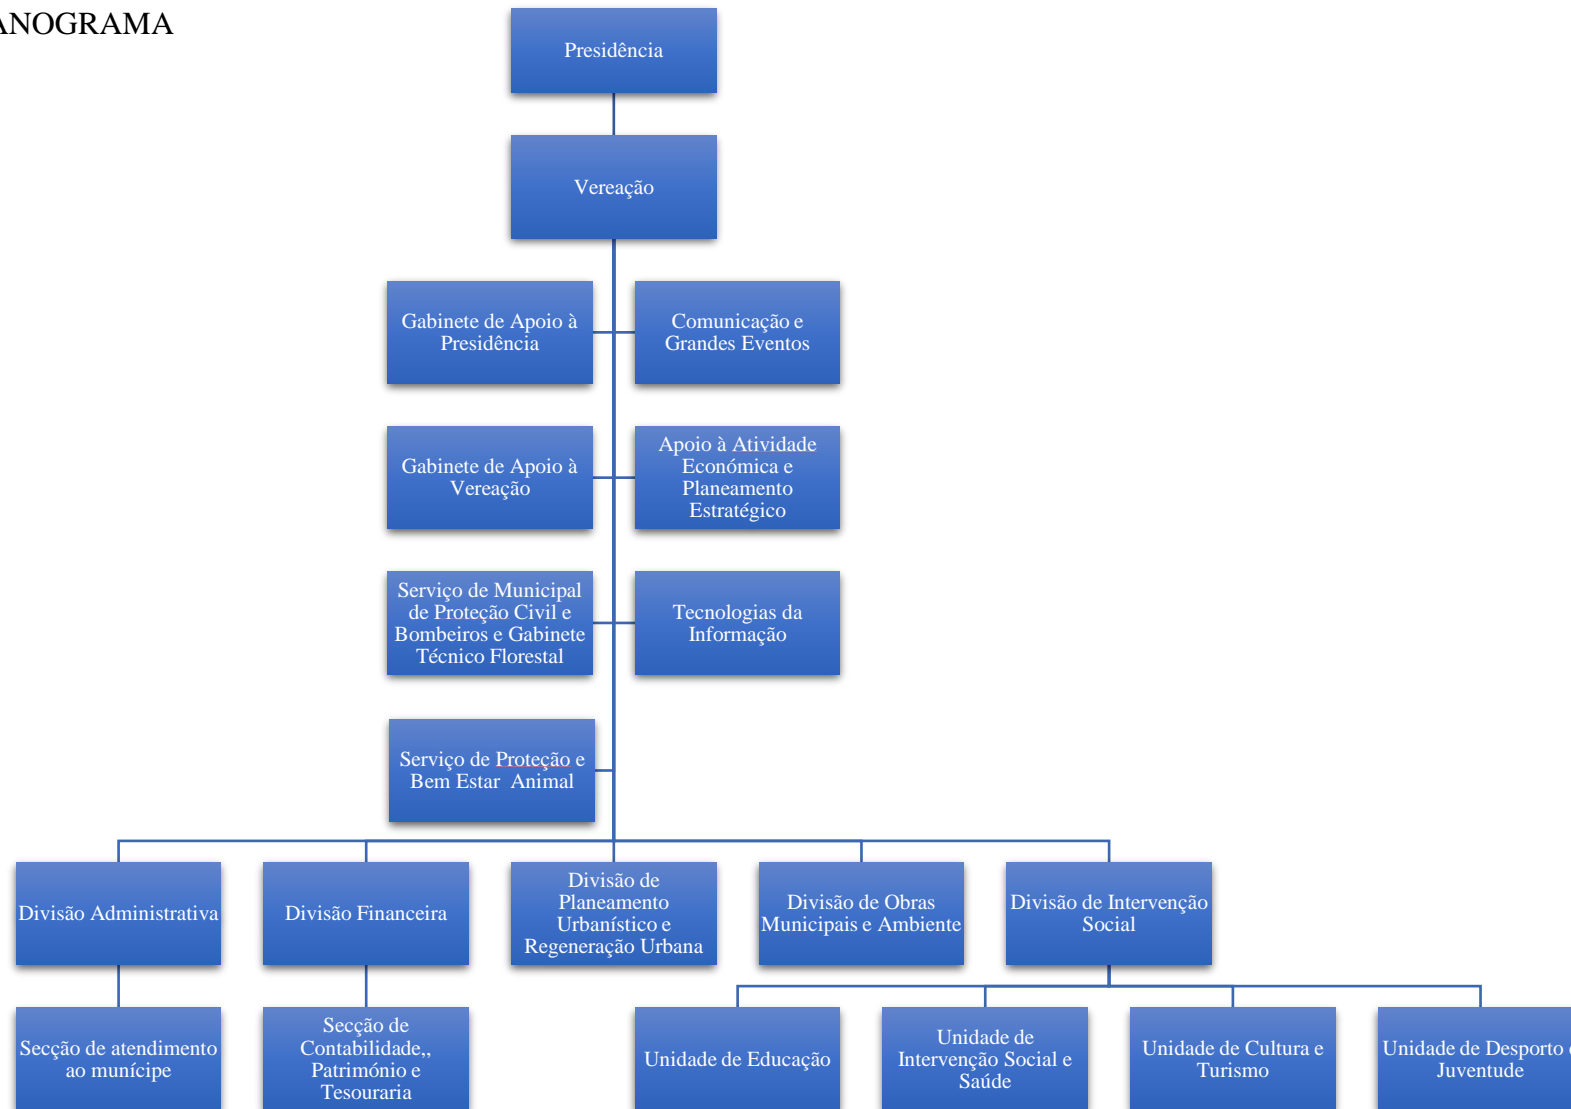 ANOGRAMA
Presidência
Vereação
Gabinete de Apoio à
Presidência
Comunicação e
Grandes Eventos
Gabinete de Apoio à
Vereação
Apoio à Atividade
Económica e
Planeamento
Estratégico
Serviço de Municipal
de Proteção Civil e
Bombeiros e Gabinete
Técnico Florestal
Tecnologias da
Informação
Serviço de Proteção e
Bem Estar  Animal
Divisão Administrativa
Divisão Financeira
Divisão de
Planeamento
Urbanístico e
Regeneração Urbana
Divisão de Obras
Municipais e Ambiente
Divisão de Intervenção
Social
Secção de atendimento
ao munícipe
Secção de
Contabilidade,,
Património e
Tesouraria
Unidade de Educação
Unidade de
Intervenção Social e
Saúde
Unidade de Cultura e
Turismo
Unidade de Desporto e
Juventude